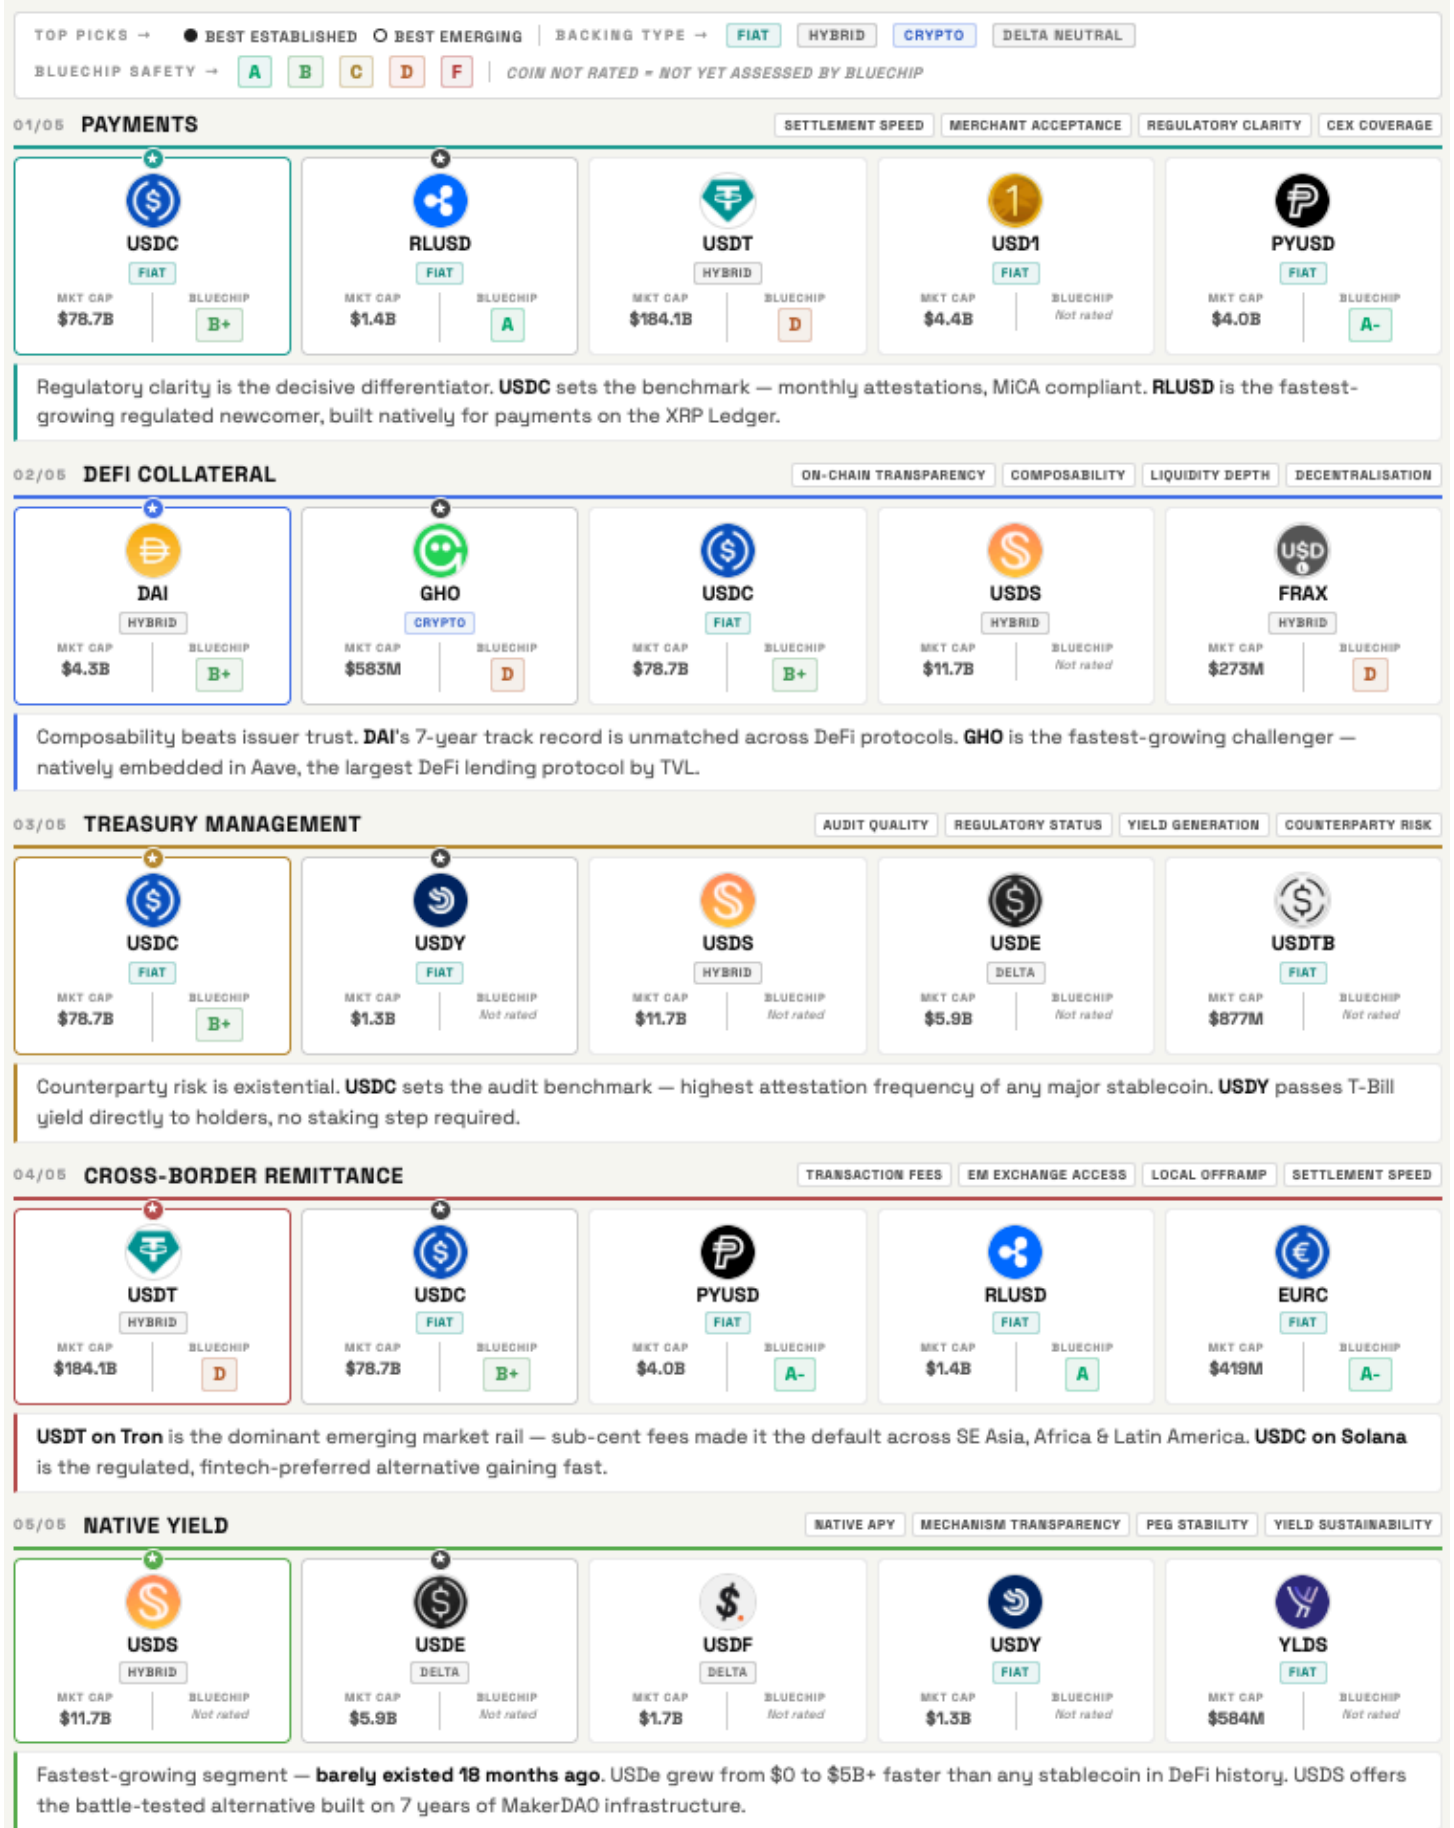 TOP PICKS → ● BEST ESTABLISHED ○ BEST EMERGING | BACKING TYPE → FIAT HYBRID CRYPTO DELTA NEUTRAL
BLUECHIP SAFETY → A B C D F | COIN NOT RATED = NOT YET ASSESSED BY BLUECHIP
01/05 PAYMENTS SETTLEMENT SPEED MERCHANT ACCEPTANCE REGULATORY CLARITY CEX COVERAGE
USDC RLUSD USDT USD1 PYUSD
FIAT FIAT HYBRID FIAT FIAT
MKT CAP BLUECHIP MKT CAP BLUECHIP MKT CAP BLUECHIP MKT CAP BLUECHIP MKT CAP BLUECHIP
$78.7B B+ $1.4B A $184.1B D $4.4B Not rated $4.0B A-
Regulatory clarity is the decisive differentiator. USDC sets the benchmark — monthly attestations, MiCA compliant. RLUSD is the fastest-
growing regulated newcomer, built natively for payments on the XRP Ledger.
02/05 DEFI COLLATERAL ON-CHAIN TRANSPARENCY COMPOSABILITY LIQUIDITY DEPTH DECENTRALISATION
U$D
DAI GHO USDC USDS FRAX
HYBRID CRYPTO FIAT HYBRID HYBRID
MKT CAP BLUECHIP MKT CAP BLUECHIP MKT CAP BLUECHIP MKT CAP BLUECHIP MKT CAP BLUECHIP
$4.3B B+ $583M D $78.7B B+ $11.7B Not rated $273M D
Composability beats issuer trust. DAI's 7-year track record is unmatched across DeFi protocols. GHO is the fastest-growing challenger —
natively embedded in Aave, the largest DeFi lending protocol by TVL.
03/05 TREASURY MANAGEMENT AUDIT QUALITY REGULATORY STATUS YIELD GENERATION COUNTERPARTY RISK
USDC USDY USDS USDE USDTB
FIAT FIAT HYBRID DELTA FIAT
MKT CAP BLUECHIP MKT CAP BLUECHIP MKT CAP BLUECHIP MKT CAP BLUECHIP MKT CAP BLUECHIP
$78.7B B+ $1.3B Not rated $11.7B Not rated $5.9B Not rated $877M Not rated
Counterparty risk is existential. USDC sets the audit benchmark — highest attestation frequency of any major stablecoin. USDY passes T-Bill
yield directly to holders, no staking step required.
04/05 CROSS-BORDER REMITTANCE TRANSACTION FEES EM EXCHANGE ACCESS LOCAL OFFRAMP SETTLEMENT SPEED
USDT USDC PYUSD RLUSD EURC
HYBRID FIAT FIAT FIAT FIAT
MKT CAP BLUECHIP MKT CAP BLUECHIP MKT CAP BLUECHIP MKT CAP BLUECHIP MKT CAP BLUECHIP
$184.1B D $78.7B B+ $4.0B A- $1.4B A $419M A-
USDT on Tron is the dominant emerging market rail — sub-cent fees made it the default across SE Asia, Africa & Latin America. USDC on Solana
is the regulated, fintech-preferred alternative gaining fast.
05/05 NATIVE YIELD NATIVE APY MECHANISM TRANSPARENCY PEG STABILITY YIELD SUSTAINABILITY
USDS USDE USDF USDY YLDS
HYBRID DELTA DELTA FIAT FIAT
MKT CAP BLUECHIP MKT CAP BLUECHIP MKT CAP BLUECHIP MKT CAP BLUECHIP MKT CAP BLUECHIP
$11.7B Not rated $5.9B Not rated $1.7B Not rated $1.3B Not rated $584M Not rated
Fastest-growing segment — barely existed 18 months ago. USDe grew from $0 to $5B+ faster than any stablecoin in DeFi history. USDS offers
the battle-tested alternative built on 7 years of MakerDAO infrastructure.